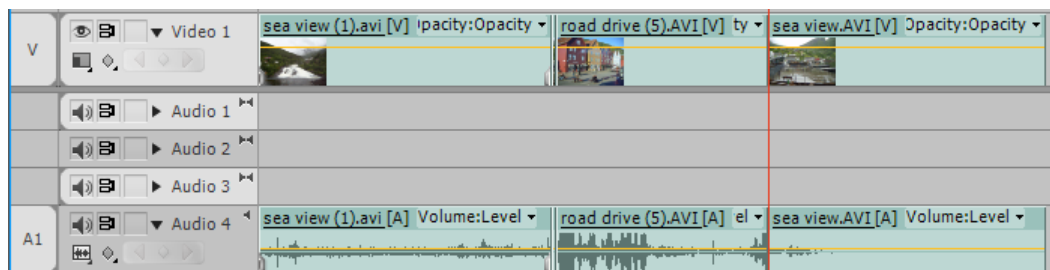 V
Video 1
sea view (1).avi [V] pacity:Opacity
road drive (5).AVI [V] ty
sea view.AVI [V] Opacity:Opacity
Audio 1
Audio 2
Audio 3
A1
Audio 4
sea view (1).avi [A] Volume:Level
road drive (5).AVI [A] el
sea view.AVI [A] Volume:Level